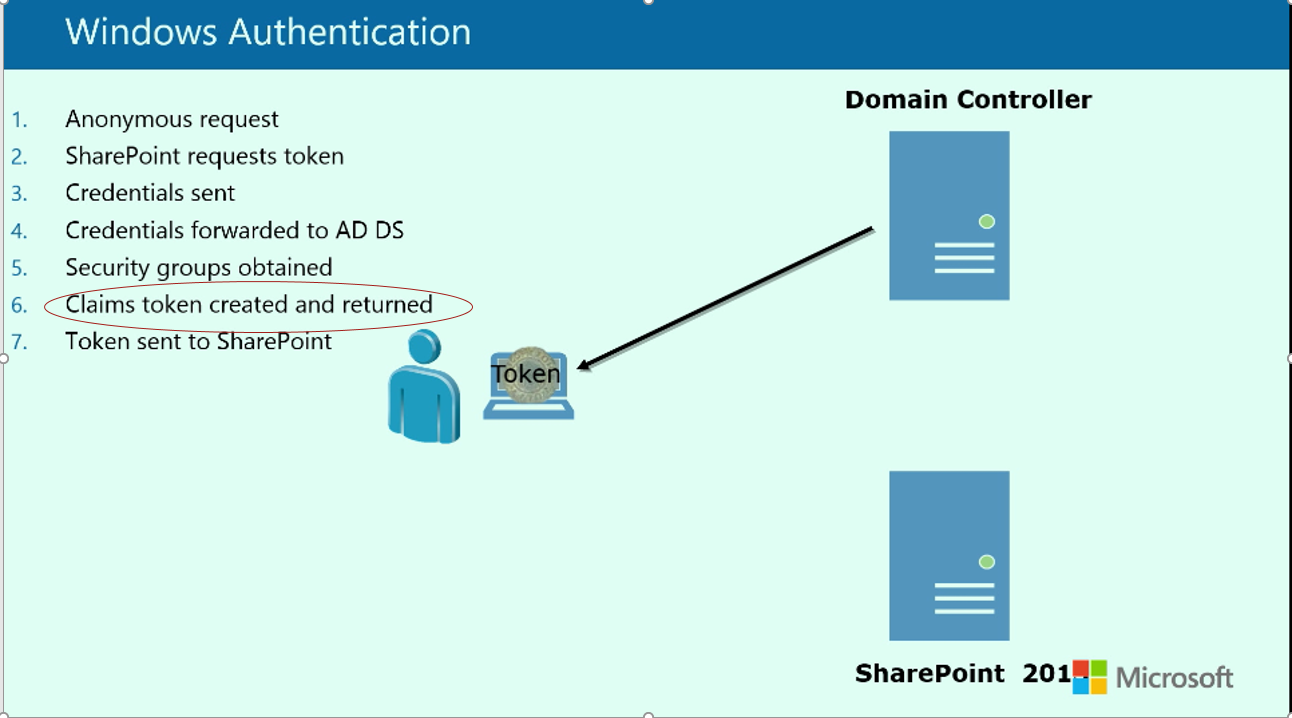 Windows Authentication
Domain Controller
1. Anonymous request
2. SharePoint requests token
3. Credentials sent
4. Credentials forwarded to AD DS
5. Security groups obtained
6. Claims token created and returned
7. Token sent to SharePoint
Token
SharePoint
Microsoft